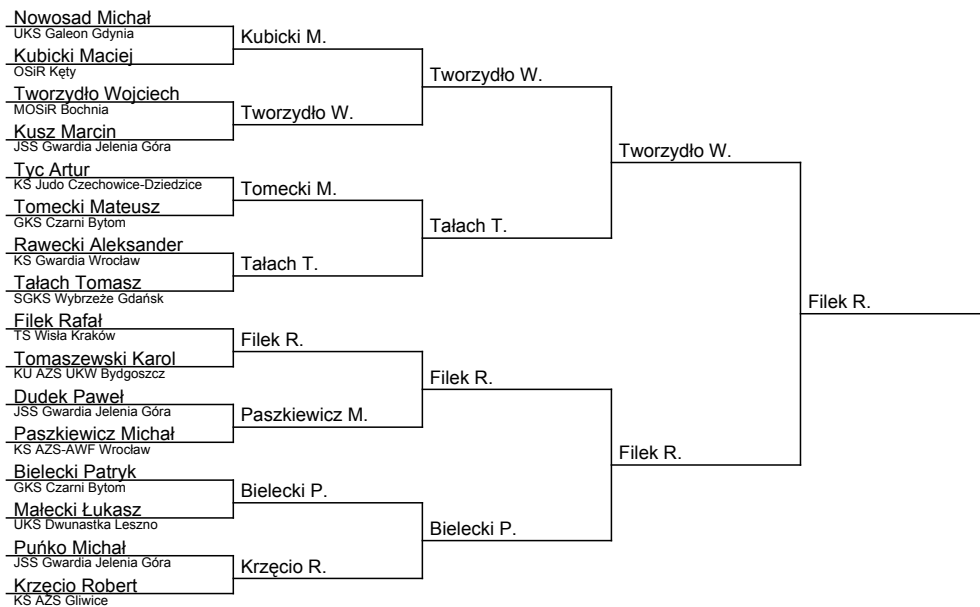 Nowosad Michał
UKS Galeon Gdynia
Kubicki Maciej
OSiR Kęty
Tworzydło Wojciech
MOSiR Bochnia
Kusz Marcin
JSS Gwardia Jelenia Góra
Tyc Artur
KS Judo Czechowice-Dziedzice
Tomecki Mateusz
GKS Czarni Bytom
Rawecki Aleksander
KS Gwardia Wrocław
Tałach Tomasz
SGKS Wybrzeże Gdańsk
Filek Rafał
TS Wisła Kraków
Tomaszewski Karol
KU AZS UKW Bydgoszcz
Dudek Paweł
JSS Gwardia Jelenia Góra
Paszkiewicz Michał
KS AZS-AWF Wrocław
Bielecki Patryk
GKS Czarni Bytom
Małecki Łukasz
UKS Dwunastka Leszno
Puńko Michał
JSS Gwardia Jelenia Góra
Krzęcio Robert
KS AZS Gliwice
Kubicki M.
Tworzydło W.
Tomecki M.
Tałach T.
Filek R.
Paszkiewicz M.
Bielecki P.
Krzęcio R.
Tworzydło W.
Tałach T.
Filek R.
Bielecki P.
Tworzydło W.
Filek R.
Filek R.